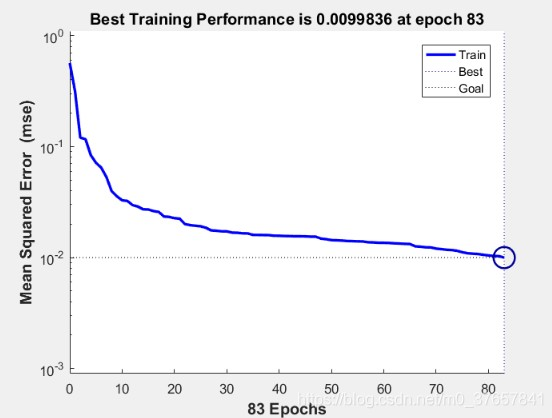 Best Training Performance is 0.0099836 at epoch 83
10^0
Train
Best
Goal
10^-1
Mean Squared Error (mse)
10^-2
10^-3
0 10 20 30 40 50 60 70 80
83 Epochs
https://blog.csdn.net/m0_37657841